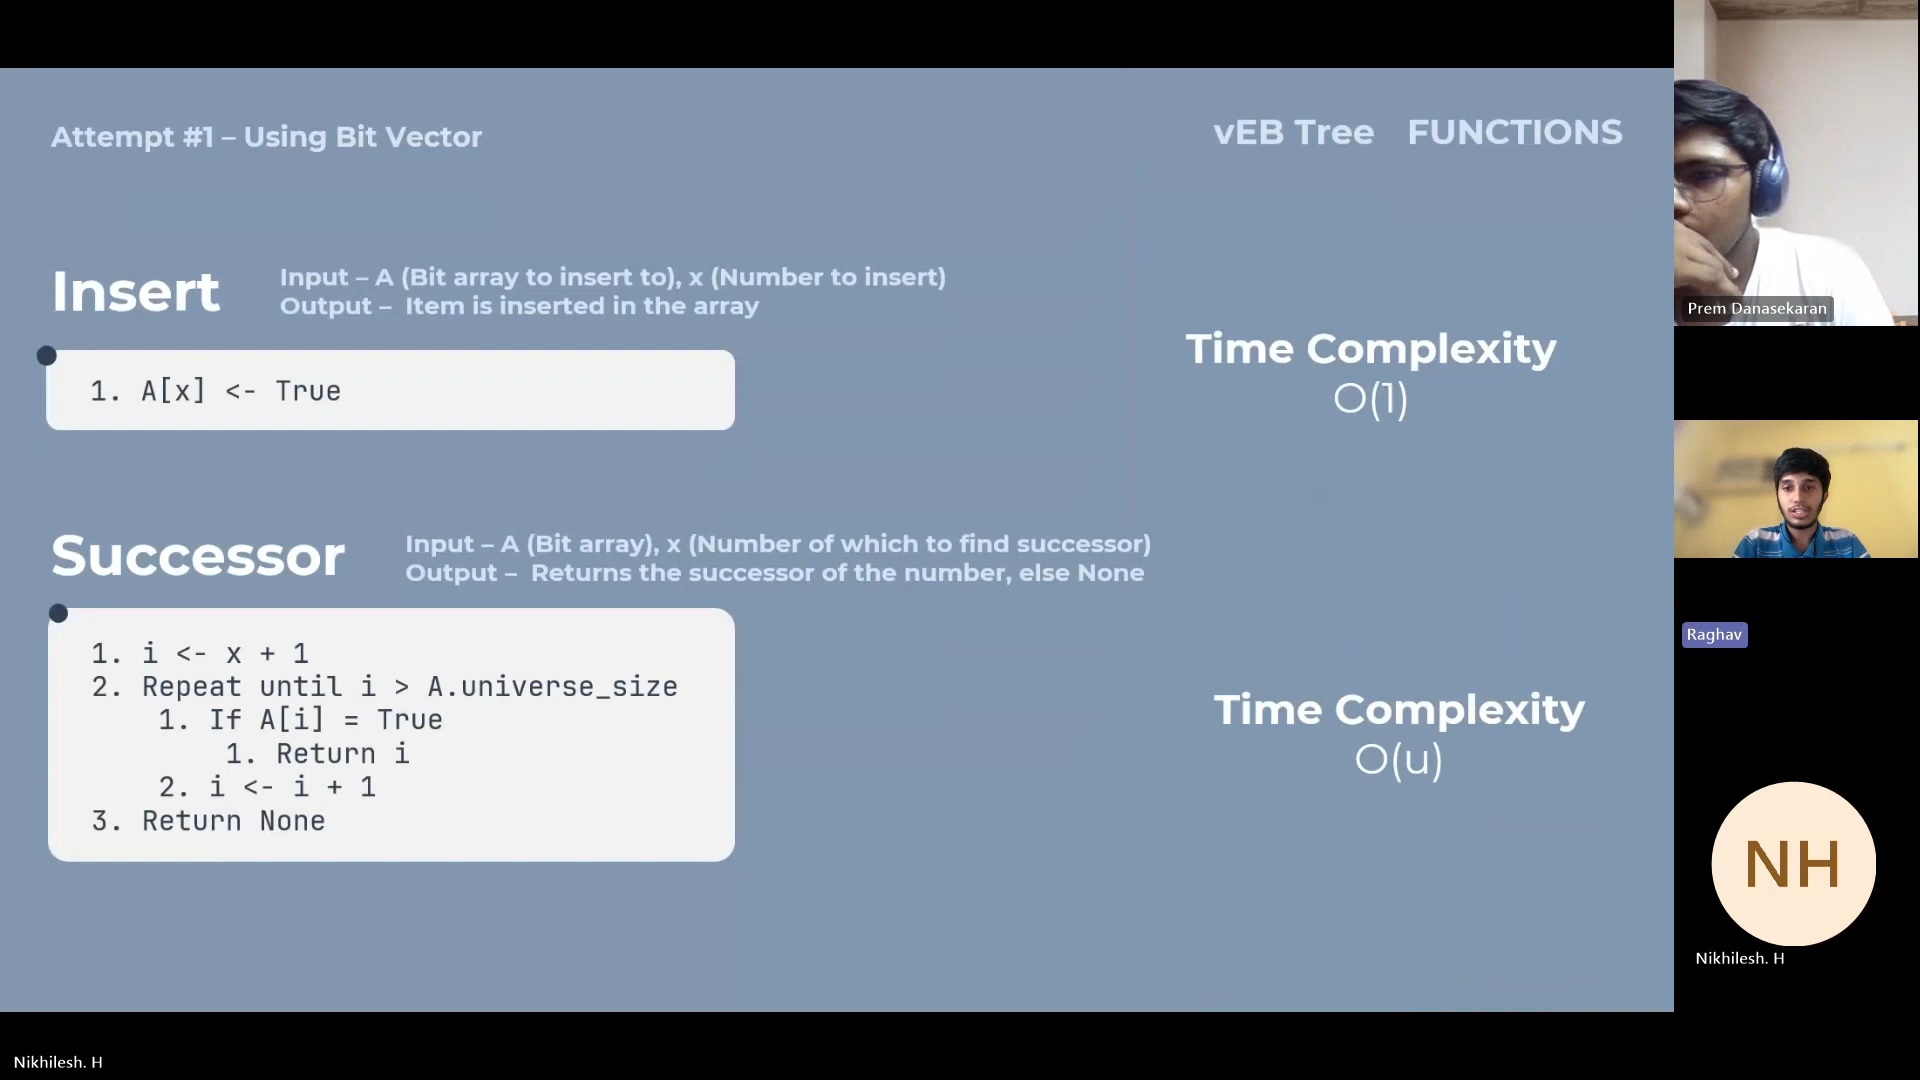 Attempt #1 – Using Bit Vector
vEB Tree FUNCTIONS
Insert
Input – A (Bit array to insert to), x (Number to insert)
Output – Item is inserted in the array
1. A[x] <- True
Time Complexity
O(1)
Successor
Input – A (Bit array), x (Number of which to find successor)
Output – Returns the successor of the number, else None
1. i <- x + 1
2. Repeat until i > A.universe_size
1. If A[i] = True
1. Return i
2. i <- i + 1
3. Return None
Time Complexity
O(u)
Prem Danasekaran
Raghav
NH
Nikhilesh. H
Nikhilesh. H